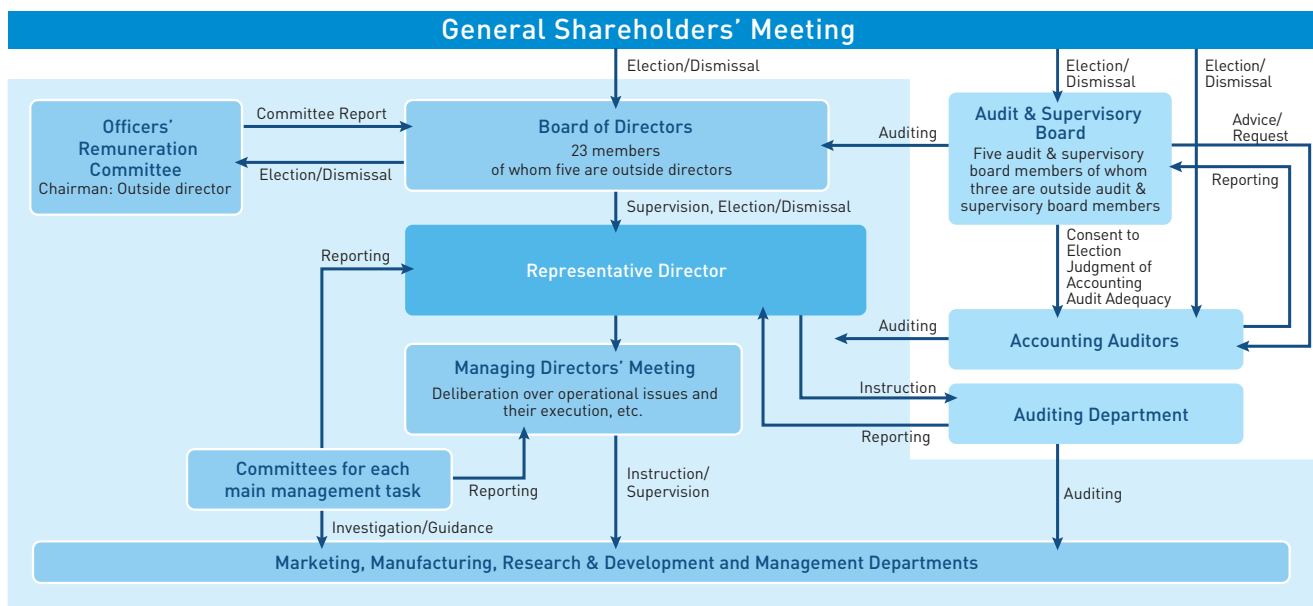 General Shareholders’ Meeting
Election/Dismissal
Election/
Dismissal
Election/
Dismissal
Officers’
Remuneration
Committee
Chairman: Outside director
Committee Report
Election/Dismissal
Board of Directors
23 members
of whom five are outside directors
Auditing
Audit & Supervisory
Board
Five audit & supervisory
board members of whom
three are outside audit &
supervisory board members
Advice/
Request
Reporting
Supervision, Election/Dismissal
Reporting
Representative Director
Consent to
Election
Judgment of
Accounting
Audit Adequacy
Auditing
Accounting Auditors
Managing Directors’ Meeting
Deliberation over operational issues and
their execution, etc.
Instruction
Reporting
Auditing Department
Committees for each
main management task
Reporting
Instruction/
Supervision
Auditing
Investigation/Guidance
Marketing, Manufacturing, Research & Development and Management Departments